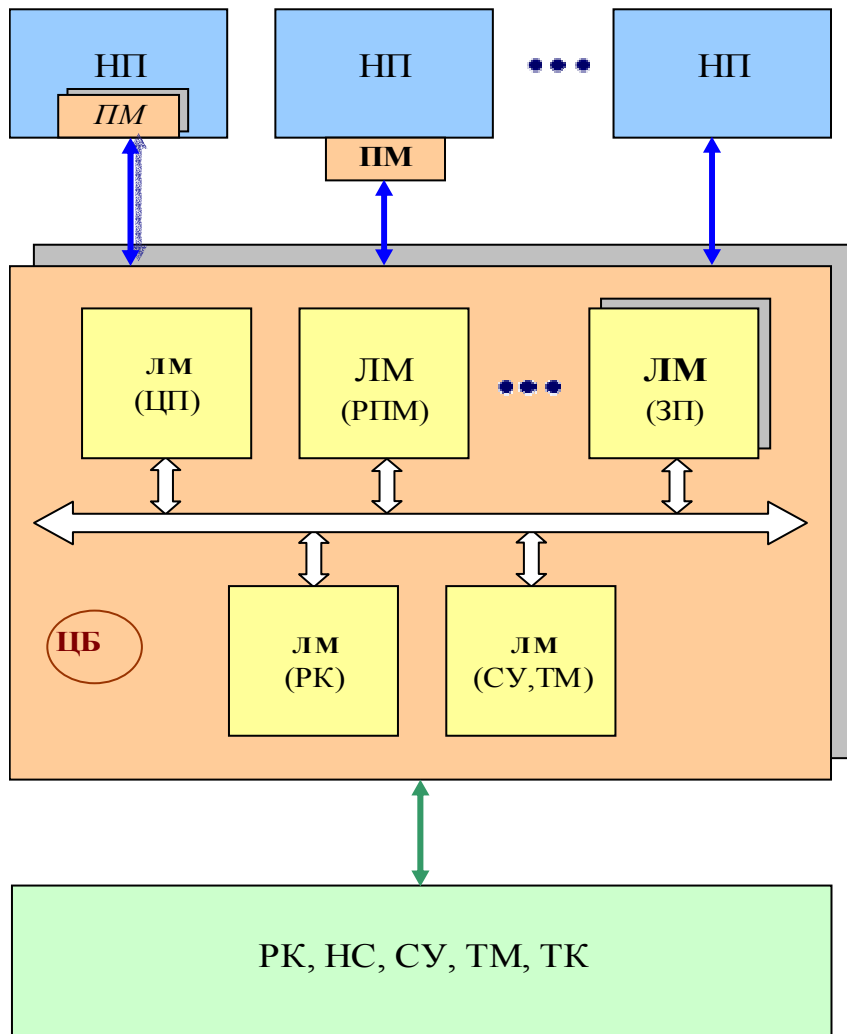 НП
НП
НП
ПМ
ПМ
ЛМ
(ЦП)
ЛМ
(РПМ)
ЛМ
(ЗП)
ЦБ
ЛМ
(РК)
ЛМ
(СУ,ТМ)
РК, НС, СУ, ТМ, ТК